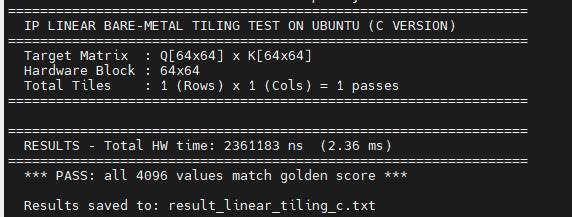 ================================================================
IP LINEAR BARE-METAL TILING TEST ON UBUNTU (C VERSION)
================================================================
Target Matrix : Q[64x64] x K[64x64]
Hardware Block : 64x64
Total Tiles : 1 (Rows) x 1 (Cols) = 1 passes
================================================================
================================================================
RESULTS - Total HW time: 2361183 ns (2.36 ms)
================================================================
*** PASS: all 4096 values match golden score ***
Results saved to: result_linear_tiling_c.txt